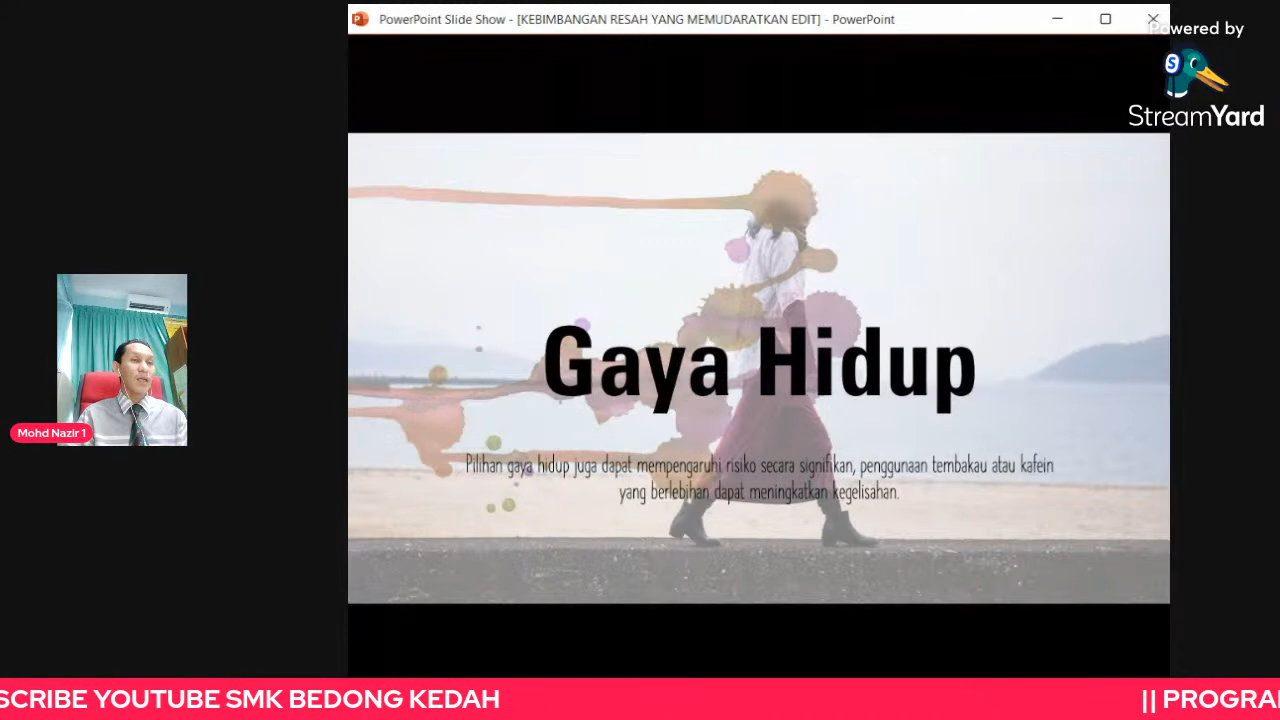 PowerPoint Slide Show - [KEBIMBANGAN RESAH YANG MEMUDARATKAN EDIT] - PowerPoint
Powered by
S
StreamYard
Gaya Hidup
Pilihan gaya hidup juga dapat mempengaruhi risiko secara signifikan, penggunaan tembakau atau kafein
yang berlebihan dapat meningkatkan kegelisahan.
Mohd Nazir 1
SCRIBE YOUTUBE SMK BEDONG KEDAH
|| PROGRA